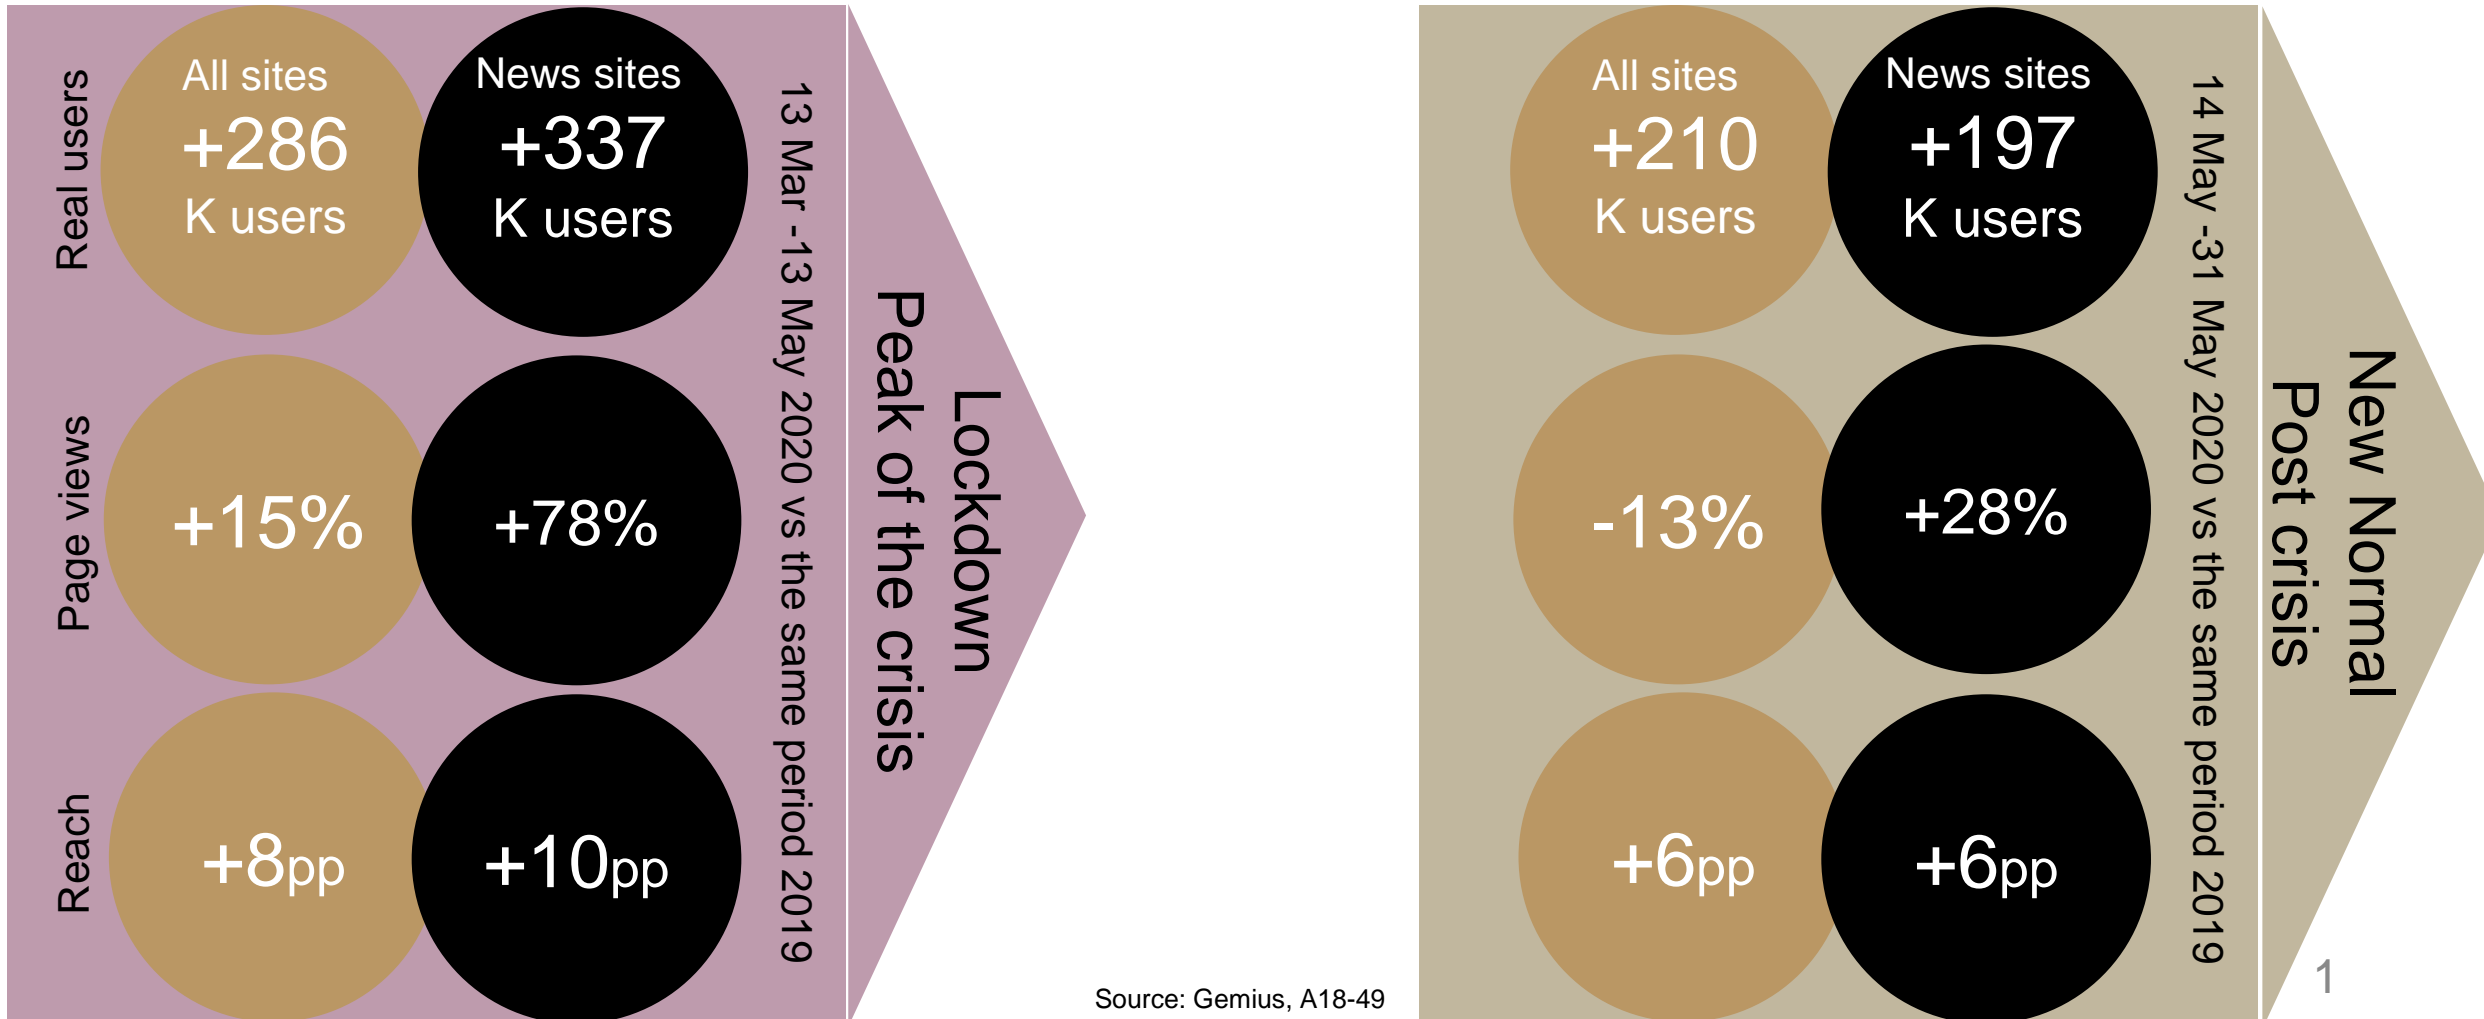 Real users
All sites
+286
K users
News sites
+337
K users
Page views
+15%
+78%
Reach
+8pp
+10pp
13 Mar -13 May 2020 vs the same period 2019
Lockdown
Peak of the crisis
All sites
+210
K users
News sites
+197
K users
-13%
+28%
+6pp
+6pp
14 May -31 May 2020 vs the same period 2019
New Normal
Post crisis
Source: Gemius, A18-49
1